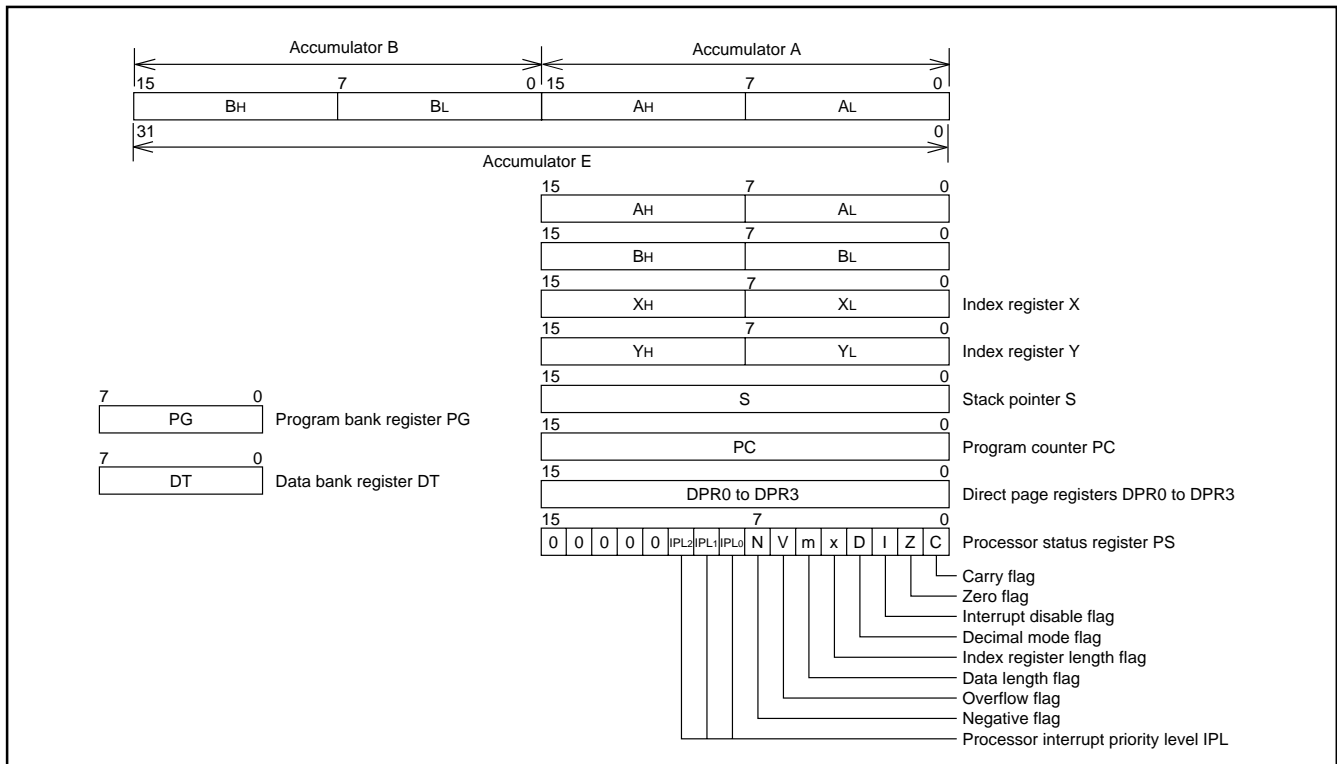 Accumulator B Accumulator A
15 7 0 15 7 0
BH BL AH AL
31 0
Accumulator E
15 7 0
AH AL
15 7 0
BH BL
15 7 0
XH XL Index register X
15 7 0
YH YL Index register Y
15 0
S Stack pointer S
7 0
PG Program bank register PG
15 0
PC Program counter PC
7 0
DT Data bank register DT
15 0
DPR0 to DPR3 Direct page registers DPR0 to DPR3
15 7 0
0 0 0 0 0 IPL2 IPL1 IPL0 N V m x D I Z C Processor status register PS
Carry flag
Zero flag
Interrupt disable flag
Decimal mode flag
Index register length flag
Data length flag
Overflow flag
Negative flag
Processor interrupt priority level IPL